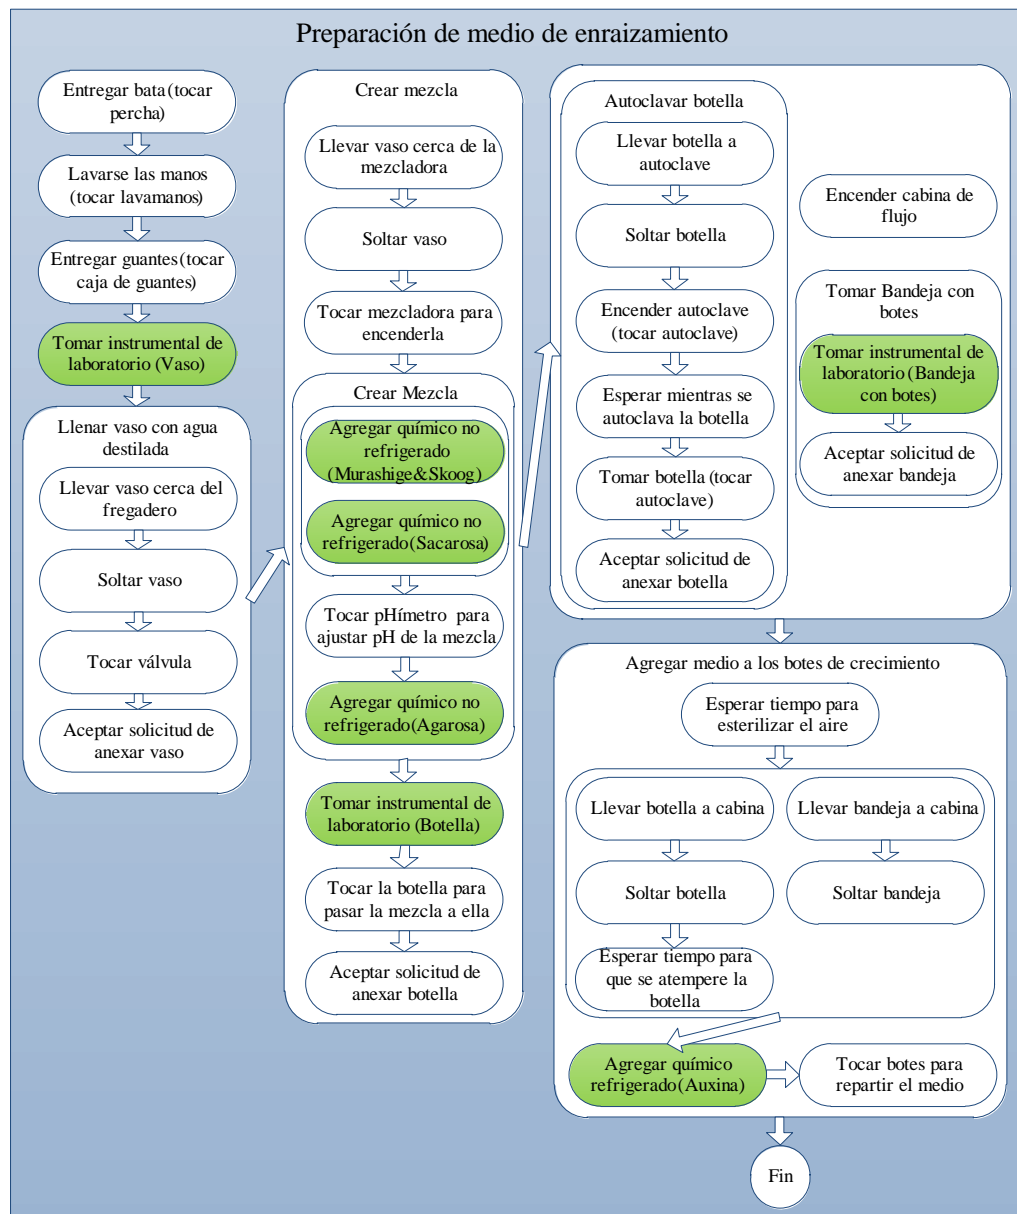 Preparación de medio de enraizamiento
Entregar bata (tocar
percha)
Lavarse las manos
(tocar lavamanos)
Entregar guantes (tocar
caja de guantes)
Tomar instrumental de
laboratorio (Vaso)
Llenar vaso con agua
destilada
Llevar vaso cerca del
fregadero
Soltar vaso
Tocar válvula
Aceptar solicitud de
anexar vaso
Crear mezcla
Llevar vaso cerca de la
mezcladora
Soltar vaso
Tocar mezcladora para
encenderla
Crear Mezcla
Agregar químico no
refrigerado
(Murashige&Skoog)
Agregar químico no
refrigerado (Sacarosa)
Tocar pHímetro para
ajustar pH de la mezcla
Agregar químico no
refrigerado (Agarosa)
Tomar instrumental de
laboratorio (Botella)
Tocar la botella para
pasar la mezcla a ella
Aceptar solicitud de
anexar botella
Autoclavar botella
Llevar botella a
autoclave
Soltar botella
Encender autoclave
(tocar autoclave)
Esperar mientras se
autoclava la botella
Tomar botella (tocar
autoclave)
Aceptar solicitud de
anexar botella
Encender cabina de
flujo
Tomar Bandeja con
botes
Tomar instrumental de
laboratorio (Bandeja
con botes)
Aceptar solicitud de
anexar bandeja
Agregar medio a los botes de crecimiento
Esperar tiempo para
esterilizar el aire
Llevar botella a cabina
Soltar botella
Esperar tiempo para
que se atempere la
botella
Llevar bandeja a cabina
Soltar bandeja
Agregar químico
refrigerado (Auxina)
Tocar botes para
repartir el medio
Fin